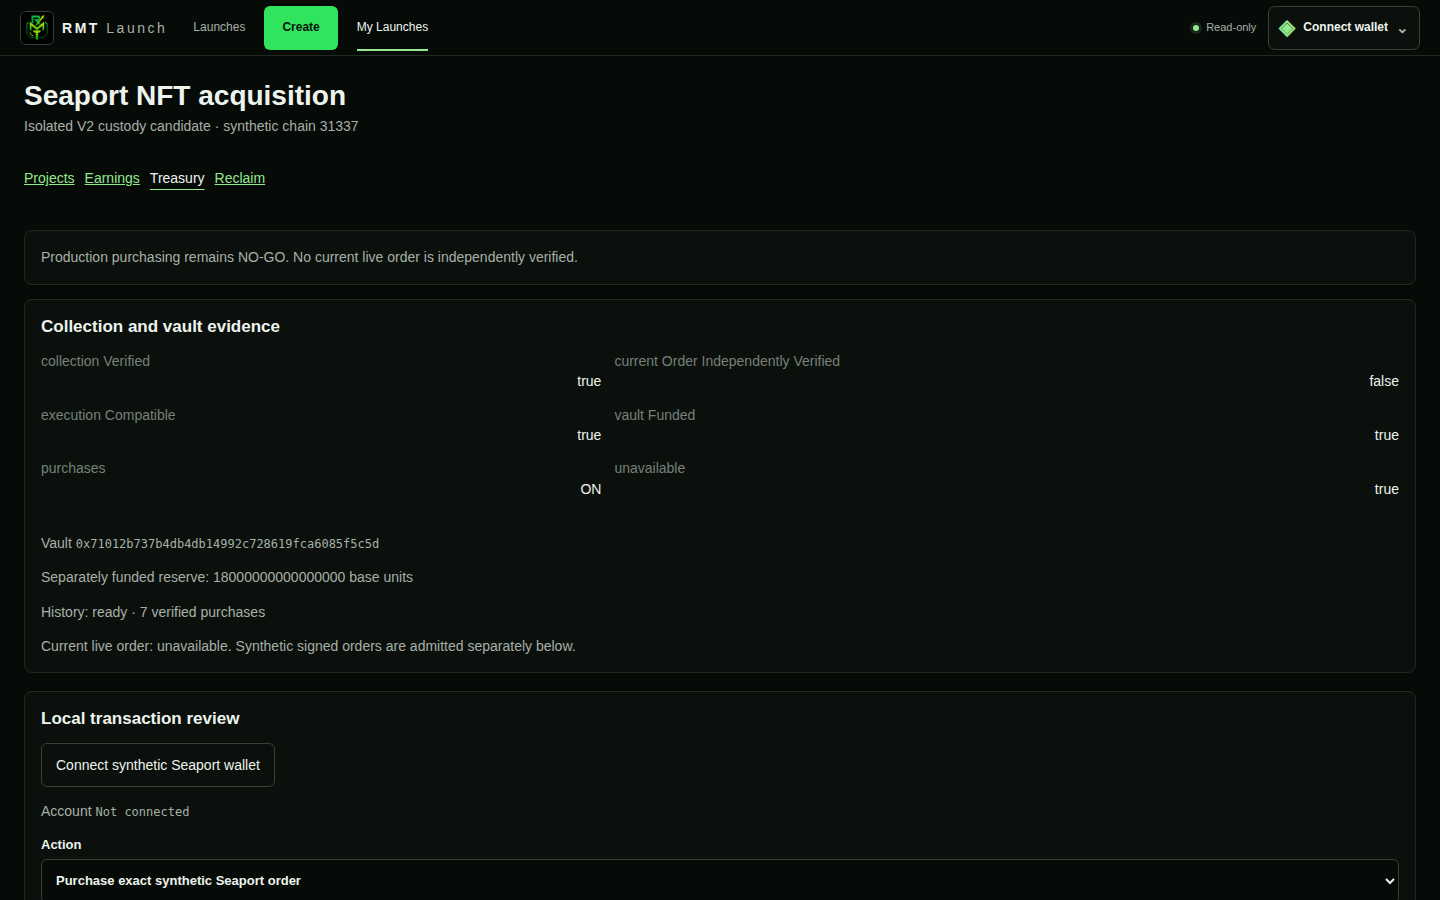 RMT Launch
Launches
Create
My Launches
Read-only
Connect wallet
Seaport NFT acquisition
Isolated V2 custody candidate · synthetic chain 31337
Projects Earnings Treasury Reclaim
Production purchasing remains NO-GO. No current live order is independently verified.
Collection and vault evidence
collection Verified
true
current Order Independently Verified
false
execution Compatible
true
vault Funded
true
purchases
ON
unavailable
true
Vault 0x71012b737b4db4db14992c728619fca6085f5c5d
Separately funded reserve: 18000000000000000 base units
History: ready · 7 verified purchases
Current live order: unavailable. Synthetic signed orders are admitted separately below.
Local transaction review
Connect synthetic Seaport wallet
Account Not connected
Action
Purchase exact synthetic Seaport order